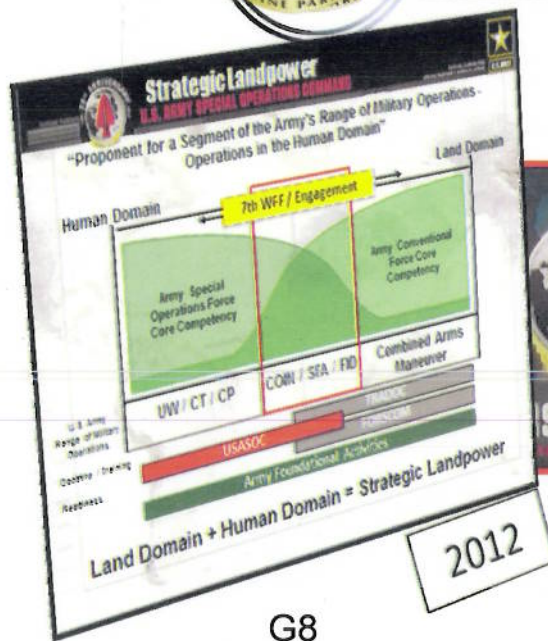 Strategic Landpower
U.S. ARMY SPECIAL OPERATIONS COMMAND
"Proponent for a Segment of the Army's Range of Military Operations -
Operations in the Human Domain"
Human Domain
7th WFF / Engagement
Land Domain
Army Special
Operations Force
Core Competency
Army Conventional
Force Core
Competency
UW / CT / CP
COIN / SFA / FID
Combined Arms
Maneuver
U.S. Army
Range of Military
Operations
Doctrine / Training
Readiness
USASOC
TRADOC
FORSCOM
Army Foundational Activities
Land Domain + Human Domain = Strategic Landpower
2012
G8